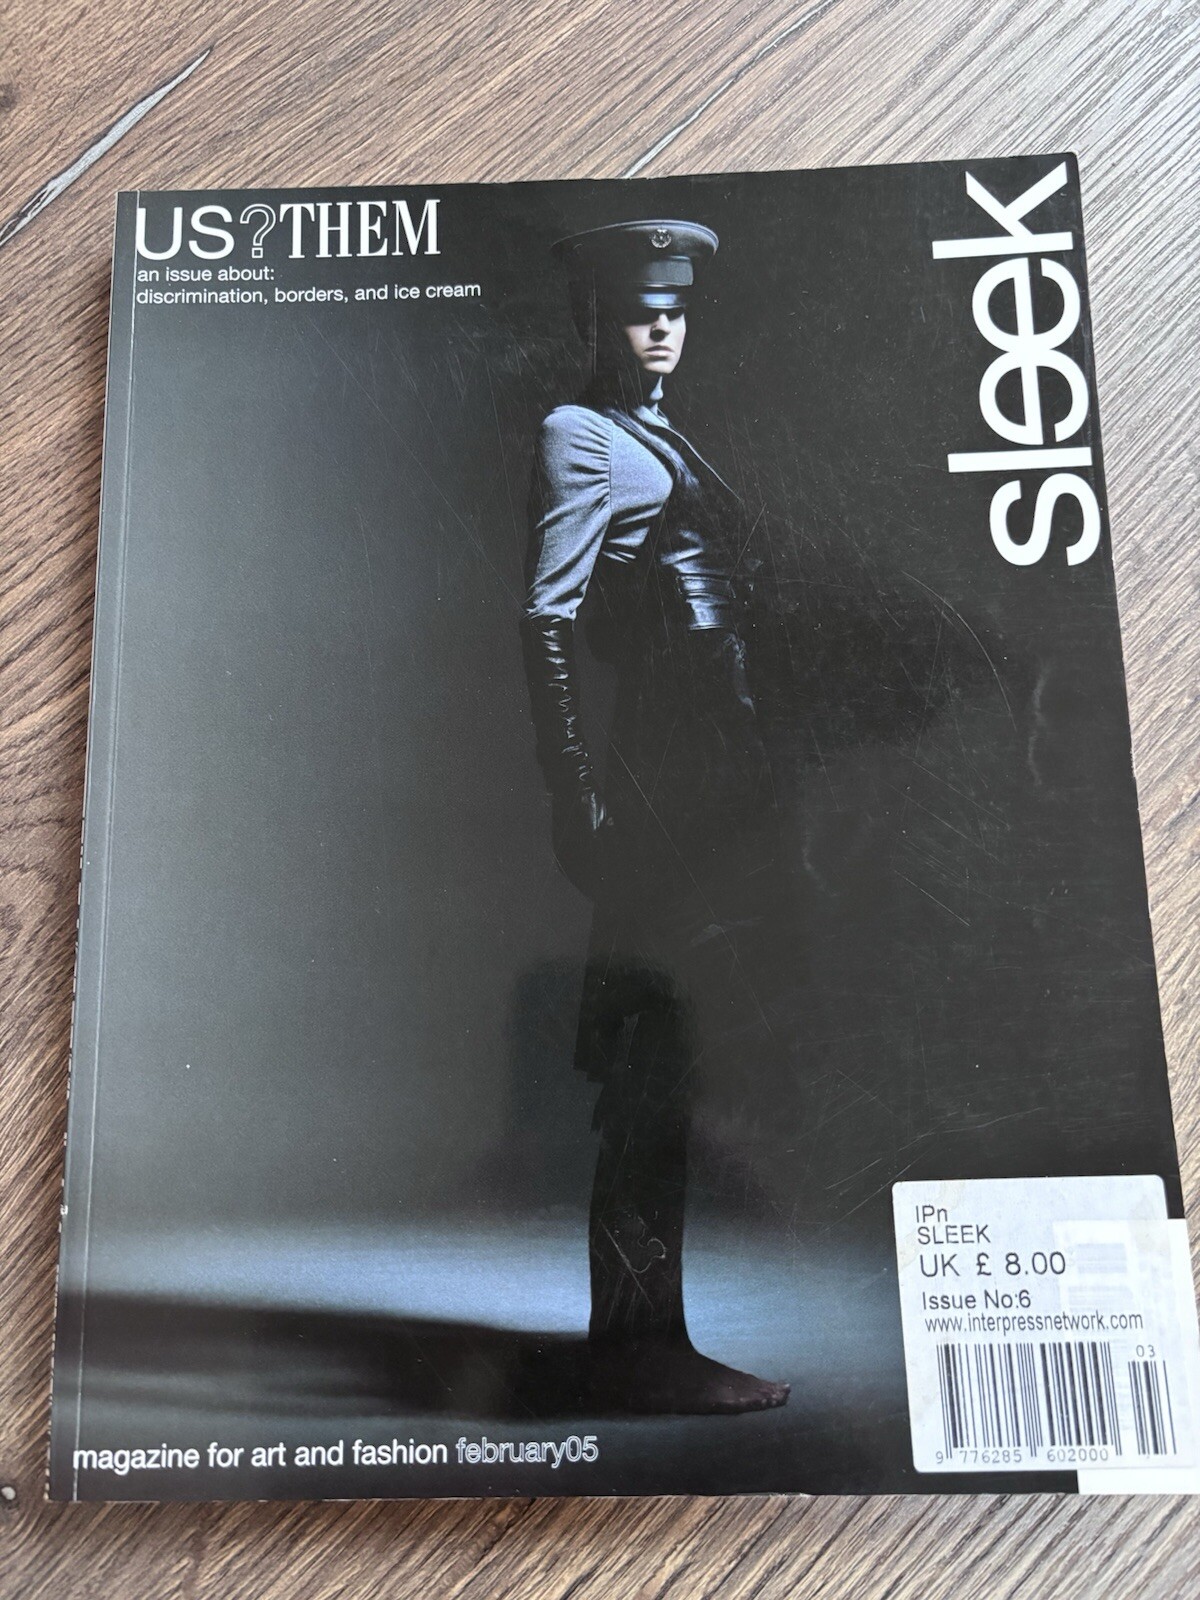 US?THEM
an issue about:
discrimination, borders, and ice cream
sleek
IPn
SLEEK
UK £ 8.00
Issue No:6
www.interpressnetwork.com
03
9 776285 602000
magazine for art and fashion february05